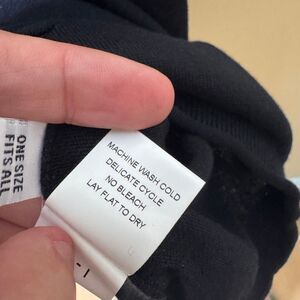 MACHINE WASH COLD
DELICATE CYCLE
NO BLEACH
LAY FLAT TO DRY
ONE SIZE
FITS ALL